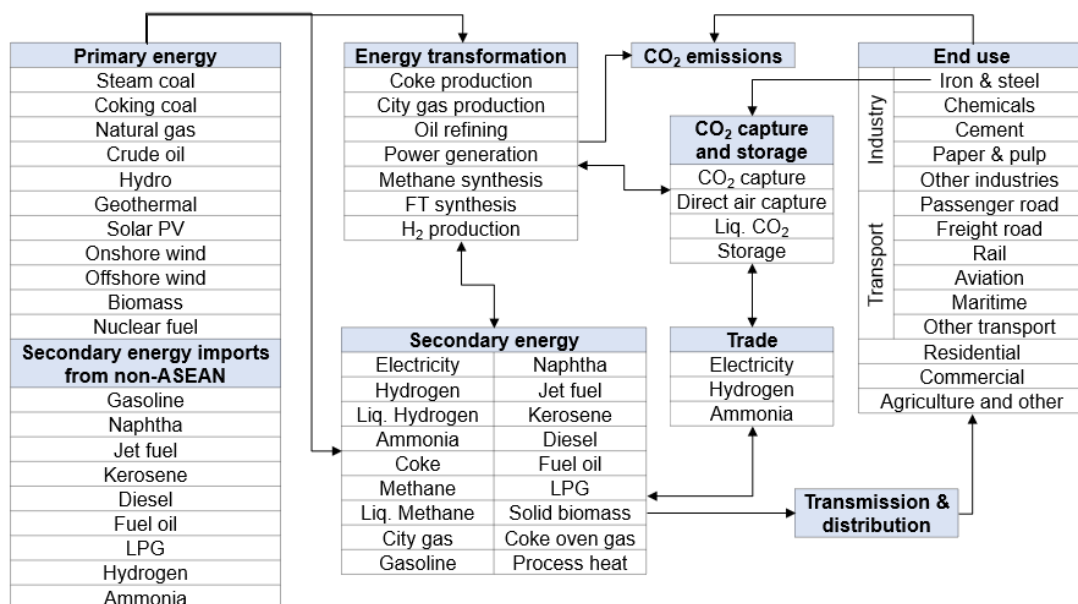 Primary energy
Steam coal
Coking coal
Natural gas
Crude oil
Hydro
Geothermal
Solar PV
Onshore wind
Offshore wind
Biomass
Nuclear fuel
Secondary energy imports
from non-ASEAN
Gasoline
Naphtha
Jet fuel
Kerosene
Diesel
Fuel oil
LPG
Hydrogen
Ammonia
Energy transformation
Coke production
City gas production
Oil refining
Power generation
Methane synthesis
FT synthesis
H₂ production
CO₂ emissions
CO₂ capture
and storage
CO₂ capture
Direct air capture
Liq. CO₂
Storage
Secondary energy
Electricity Naphtha
Hydrogen Jet fuel
Liq. Hydrogen Kerosene
Ammonia Diesel
Coke Fuel oil
Methane LPG
Liq. Methane Solid biomass
City gas Coke oven gas
Gasoline Process heat
Trade
Electricity
Hydrogen
Ammonia
Transmission &
distribution
End use
Industry
Iron & steel
Chemicals
Cement
Paper & pulp
Other industries
Transport
Passenger road
Freight road
Rail
Aviation
Maritime
Other transport
Residential
Commercial
Agriculture and other